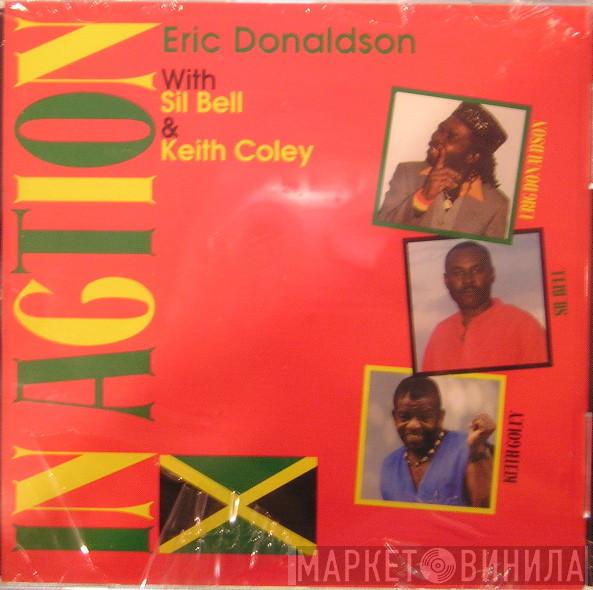 Eric Donaldson
With
Sil Bell
&
Keith Coley
IN ACTION
ERIC DONALDSON
SIL BELL
KEITH COLEY
МАРКЕТ ВИНИЛА